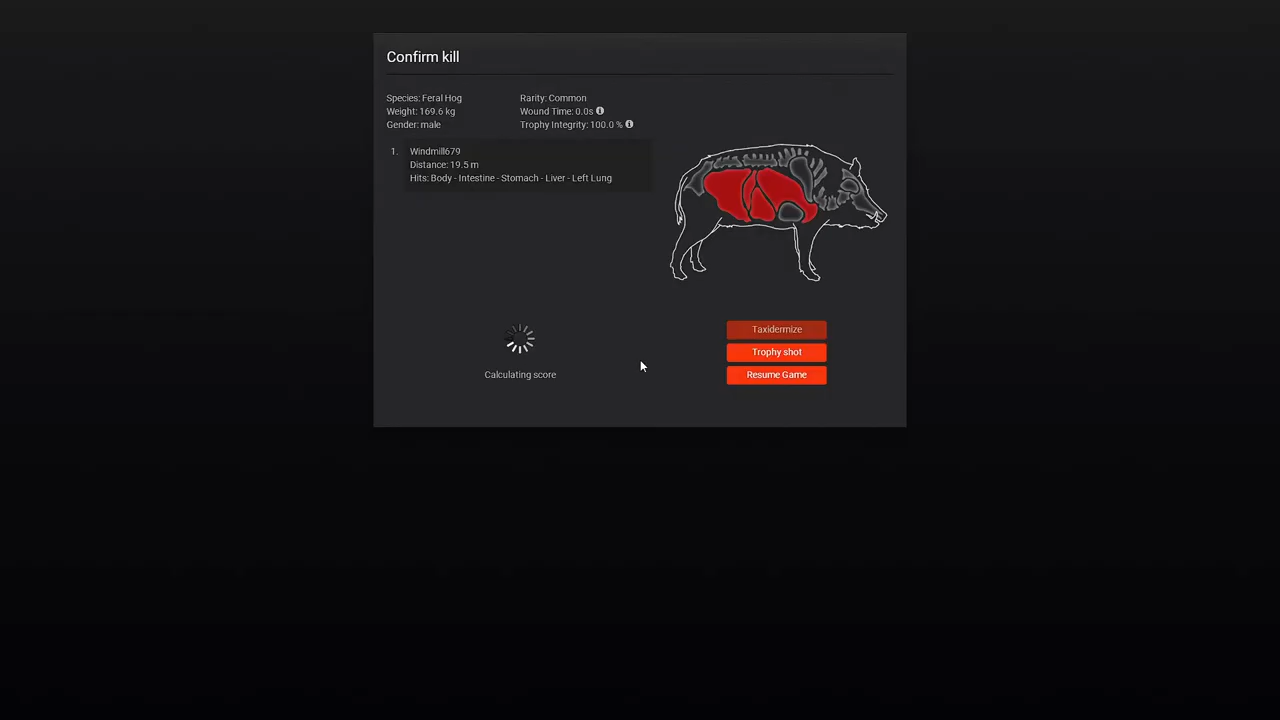 Confirm kill
Species: Feral Hog
Weight: 169.6 kg
Gender: male
Rarity: Common
Wound Time: 0.0s
Trophy Integrity: 100.0 %
1.
Windmill679
Distance: 19.5 m
Hits: Body - Intestine - Stomach - Liver - Left Lung
Calculating score
Taxidermize
Trophy shot
Resume Game